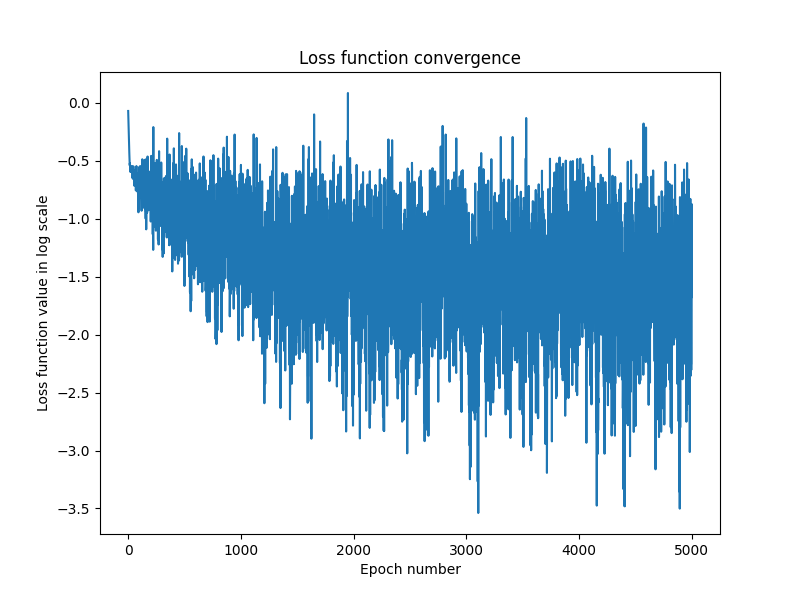 Loss function convergence
Loss function value in log scale
0.0
−0.5
−1.0
−1.5
−2.0
−2.5
−3.0
−3.5
0 1000 2000 3000 4000 5000
Epoch number